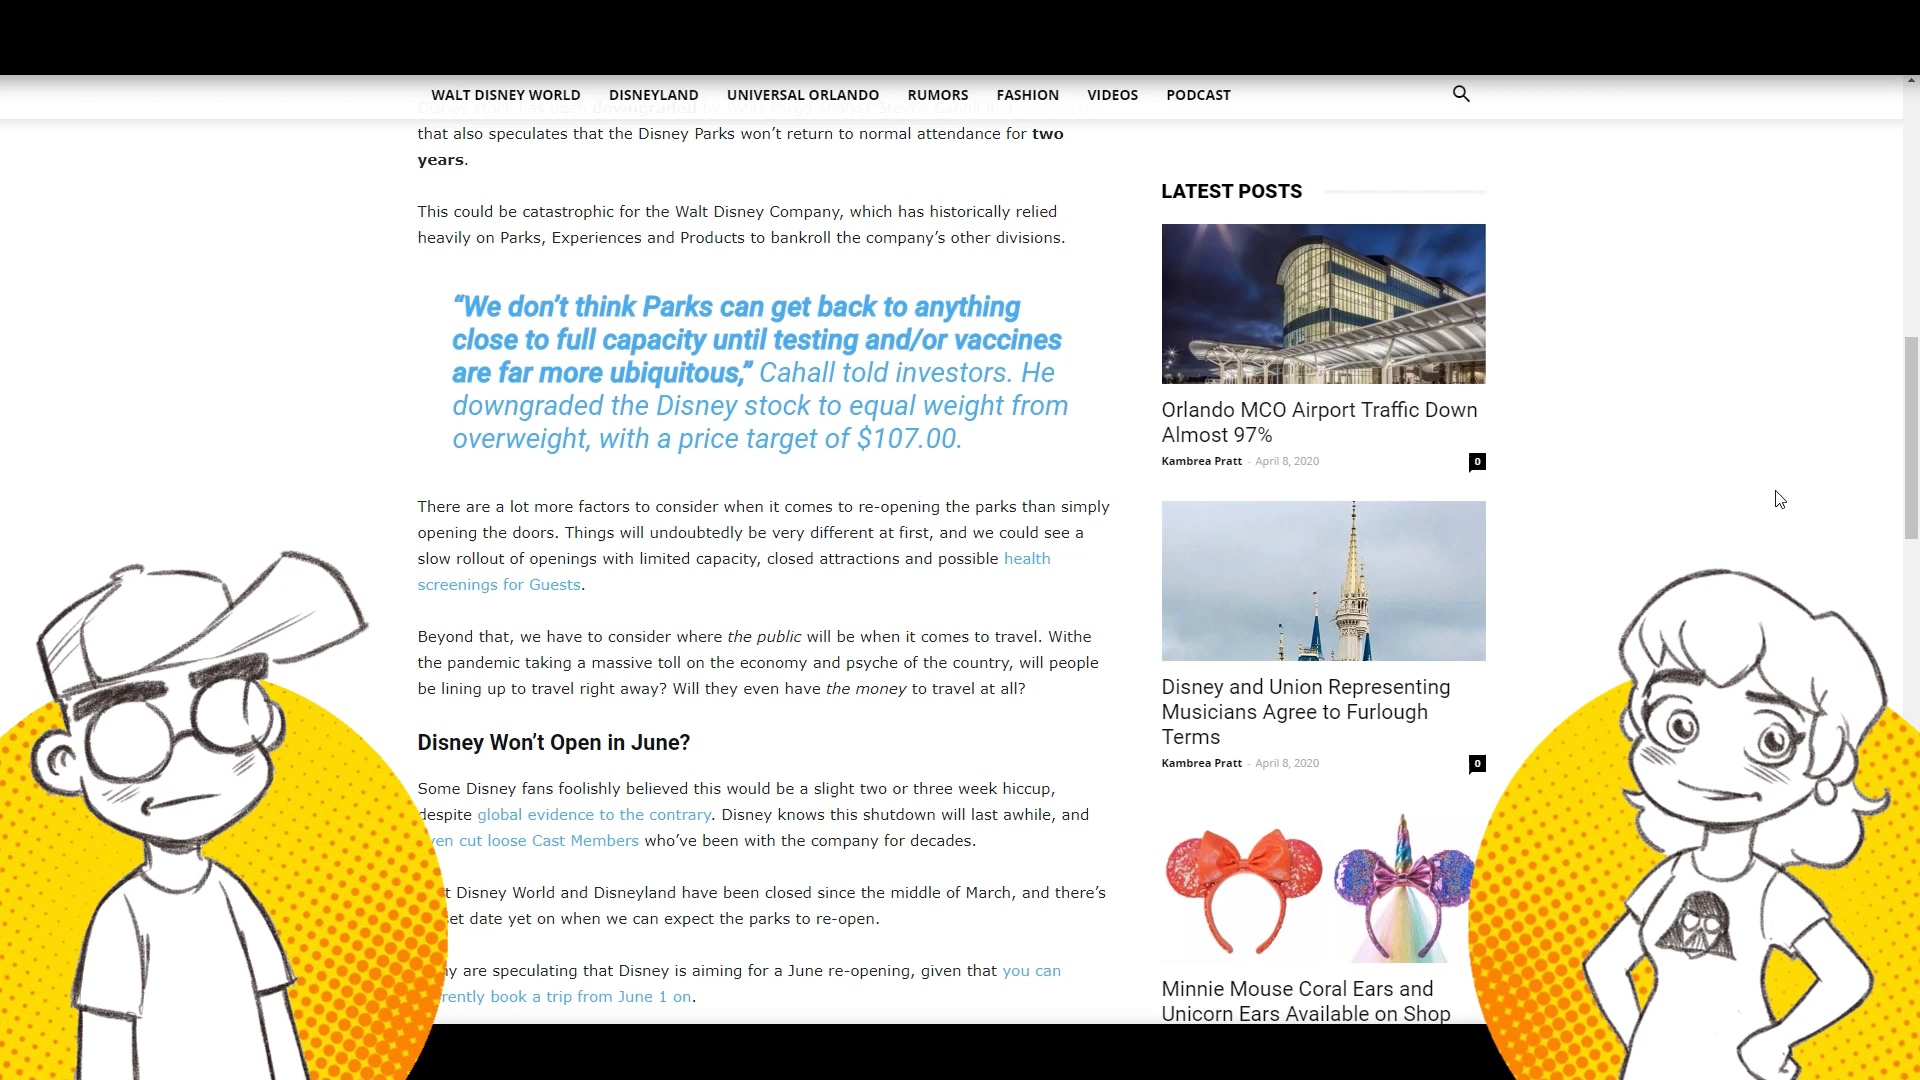 WALT DISNEY WORLD DISNEYLAND UNIVERSAL ORLANDO RUMORS FASHION VIDEOS PODCAST
that also speculates that the Disney Parks won’t return to normal attendance for two
years.
This could be catastrophic for the Walt Disney Company, which has historically relied
heavily on Parks, Experiences and Products to bankroll the company’s other divisions.
“We don’t think Parks can get back to anything
close to full capacity until testing and/or vaccines
are far more ubiquitous,” Cahall told investors. He
downgraded the Disney stock to equal weight from
overweight, with a price target of $107.00.
There are a lot more factors to consider when it comes to re-opening the parks than simply
opening the doors. Things will undoubtedly be very different at first, and we could see a
slow rollout of openings with limited capacity, closed attractions and possible health
screenings for Guests.
Beyond that, we have to consider where the public will be when it comes to travel. Withe
the pandemic taking a massive toll on the economy and psyche of the country, will people
be lining up to travel right away? Will they even have the money to travel at all?
Disney Won’t Open in June?
Some Disney fans foolishly believed this would be a slight two or three week hiccup,
despite global evidence to the contrary. Disney knows this shutdown will last awhile, and
cut loose Cast Members who’ve been with the company for decades.
Disney World and Disneyland have been closed since the middle of March, and there’s
date yet on when we can expect the parks to re-open.
are speculating that Disney is aiming for a June re-opening, given that you can
book a trip from June 1 on.
LATEST POSTS
Orlando MCO Airport Traffic Down
Almost 97%
Kambrea Pratt - April 8, 2020 0
Disney and Union Representing
Musicians Agree to Furlough
Terms
Kambrea Pratt - April 8, 2020 0
Minnie Mouse Coral Ears and
Unicorn Ears Available on Shop